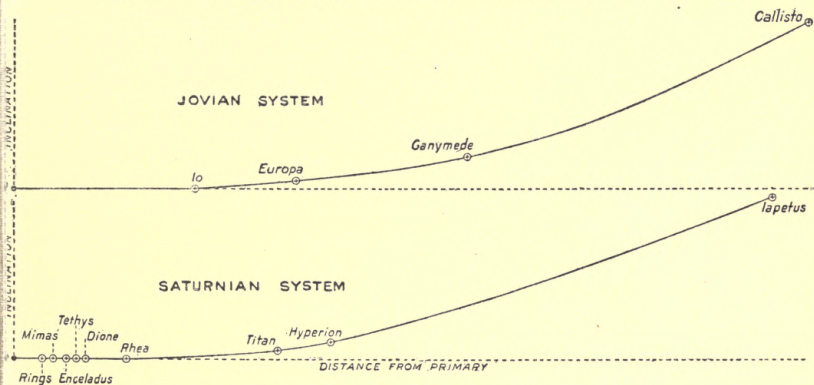 Callisto
INCLINATION
JOVIAN SYSTEM
Ganymede
Europa
Io
Iapetus
INCLINATION
SATURNIAN SYSTEM
Tethys
Mimas
Dione
Rhea
Titan
Hyperion
DISTANCE FROM PRIMARY
Rings
Enceladus